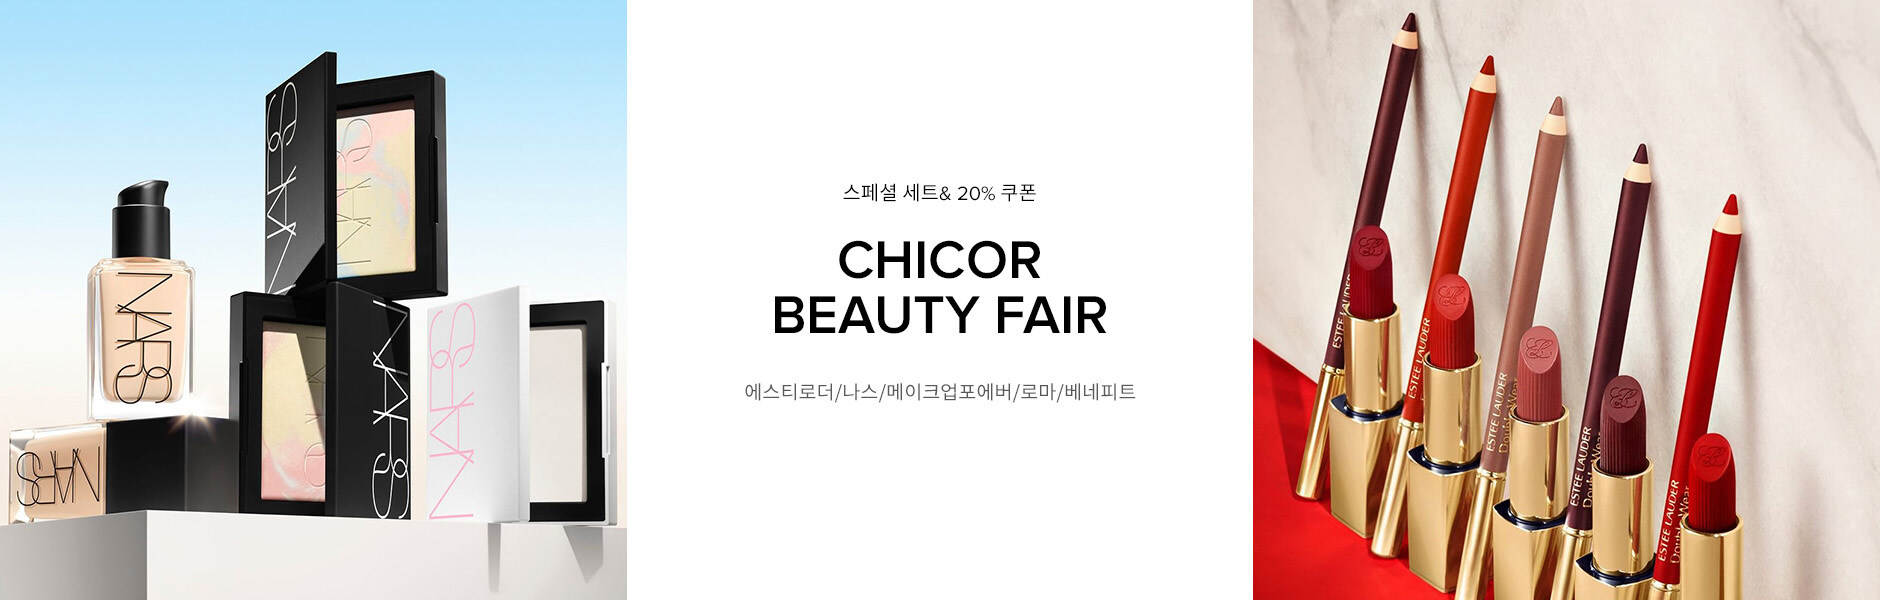 NARS
NARS
NARS
NARS
NARS
NARS
NARS
스페셜 세트& 20% 쿠폰
CHICOR
BEAUTY FAIR
에스티로더/나스/메이크업포에버/로마/베네피트
ESTEE LAUDER
ESTEE LAUDER
ESTEE LAUDER
Double Wear
ESTEE LAUDER
Double Wear
ESTEE LAUDER
Double Wear